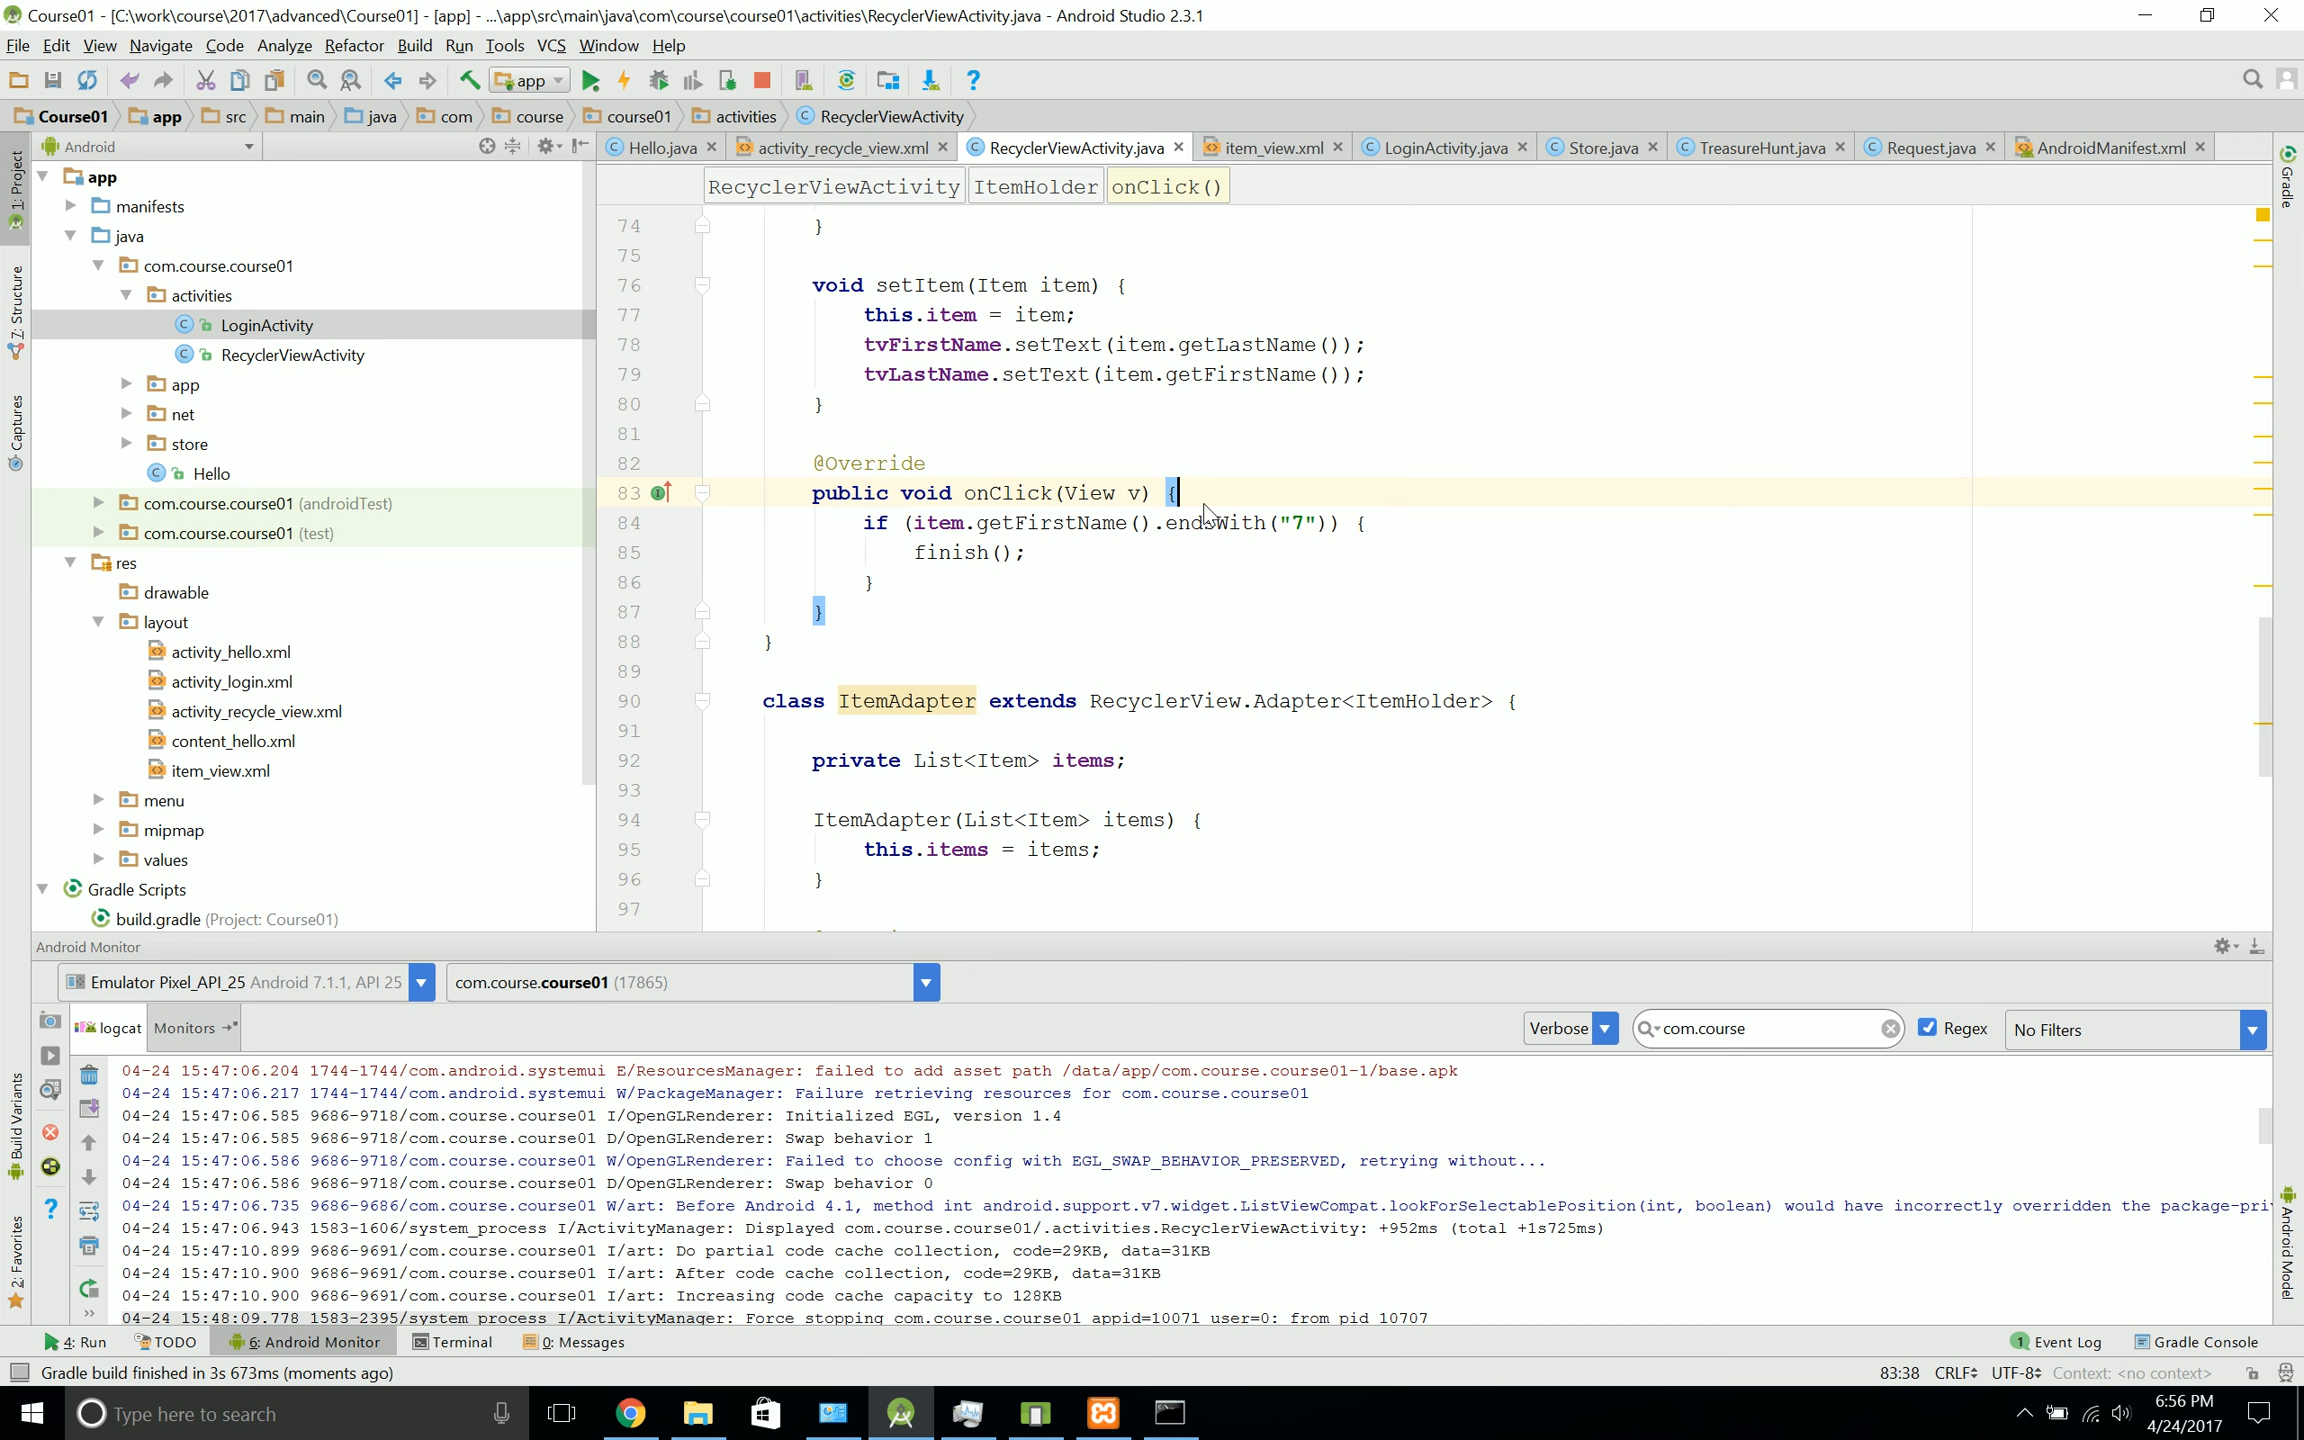 Course01 - [C:\work\course\2017\advanced\Course01] - [app] - ...\app\src\main\java\com\course\course01\activities\RecyclerViewActivity.java - Android Studio 2.3.1
File Edit View Navigate Code Analyze Refactor Build Run Tools VCS Window Help
app
Course01 app src main java com course course01 activities RecyclerViewActivity
Android
Hello.java activity_recycle_view.xml RecyclerViewActivity.java item_view.xml LoginActivity.java Store.java TreasureHunt.java Request.java AndroidManifest.xml
RecyclerViewActivity ItemHolder onClick()
1: Project
7: Structure
Captures
Build Variants
2: Favorites
app
manifests
java
com.course.course01
activities
LoginActivity
RecyclerViewActivity
app
net
store
Hello
com.course.course01 (androidTest)
com.course.course01 (test)
res
drawable
layout
activity_hello.xml
activity_login.xml
activity_recycle_view.xml
content_hello.xml
item_view.xml
menu
mipmap
values
Gradle Scripts
build.gradle (Project: Course01)
74 }
75
76 void setItem(Item item) {
77 this.item = item;
78 tvFirstName.setText(item.getLastName());
79 tvLastName.setText(item.getFirstName());
80 }
81
82 @Override
83 public void onClick(View v) {
84 if (item.getFirstName().endsWith("7")) {
85 finish();
86 }
87 }
88 }
89
90 class ItemAdapter extends RecyclerView.Adapter<ItemHolder> {
91
92 private List<Item> items;
93
94 ItemAdapter(List<Item> items) {
95 this.items = items;
96 }
97
Gradle
Android Model
Android Monitor
Emulator Pixel_API_25 Android 7.1.1, API 25 com.course.course01 (17865)
logcat Monitors Verbose com.course Regex No Filters
04-24 15:47:06.204 1744-1744/com.android.systemui E/ResourcesManager: failed to add asset path /data/app/com.course.course01-1/base.apk
04-24 15:47:06.217 1744-1744/com.android.systemui W/PackageManager: Failure retrieving resources for com.course.course01
04-24 15:47:06.585 9686-9718/com.course.course01 I/OpenGLRenderer: Initialized EGL, version 1.4
04-24 15:47:06.585 9686-9718/com.course.course01 D/OpenGLRenderer: Swap behavior 1
04-24 15:47:06.586 9686-9718/com.course.course01 W/OpenGLRenderer: Failed to choose config with EGL_SWAP_BEHAVIOR_PRESERVED, retrying without...
04-24 15:47:06.586 9686-9718/com.course.course01 D/OpenGLRenderer: Swap behavior 0
04-24 15:47:06.735 9686-9686/com.course.course01 W/art: Before Android 4.1, method int android.support.v7.widget.ListViewCompat.lookForSelectablePosition(int, boolean) would have incorrectly overridden the package-pri
04-24 15:47:06.943 1583-1606/system_process I/ActivityManager: Displayed com.course.course01/.activities.RecyclerViewActivity: +952ms (total +1s725ms)
04-24 15:47:10.899 9686-9691/com.course.course01 I/art: Do partial code cache collection, code=29KB, data=31KB
04-24 15:47:10.900 9686-9691/com.course.course01 I/art: After code cache collection, code=29KB, data=31KB
04-24 15:47:10.900 9686-9691/com.course.course01 I/art: Increasing code cache capacity to 128KB
04-24 15:48:09.778 1583-2395/system_process I/ActivityManager: Force stopping com.course.course01 appid=10071 user=0: from pid 10707
4: Run TODO 6: Android Monitor Terminal 0: Messages 1 Event Log Gradle Console
Gradle build finished in 3s 673ms (moments ago) 83:38 CRLF UTF-8 Context: <no context>
Type here to search 6:56 PM
4/24/2017